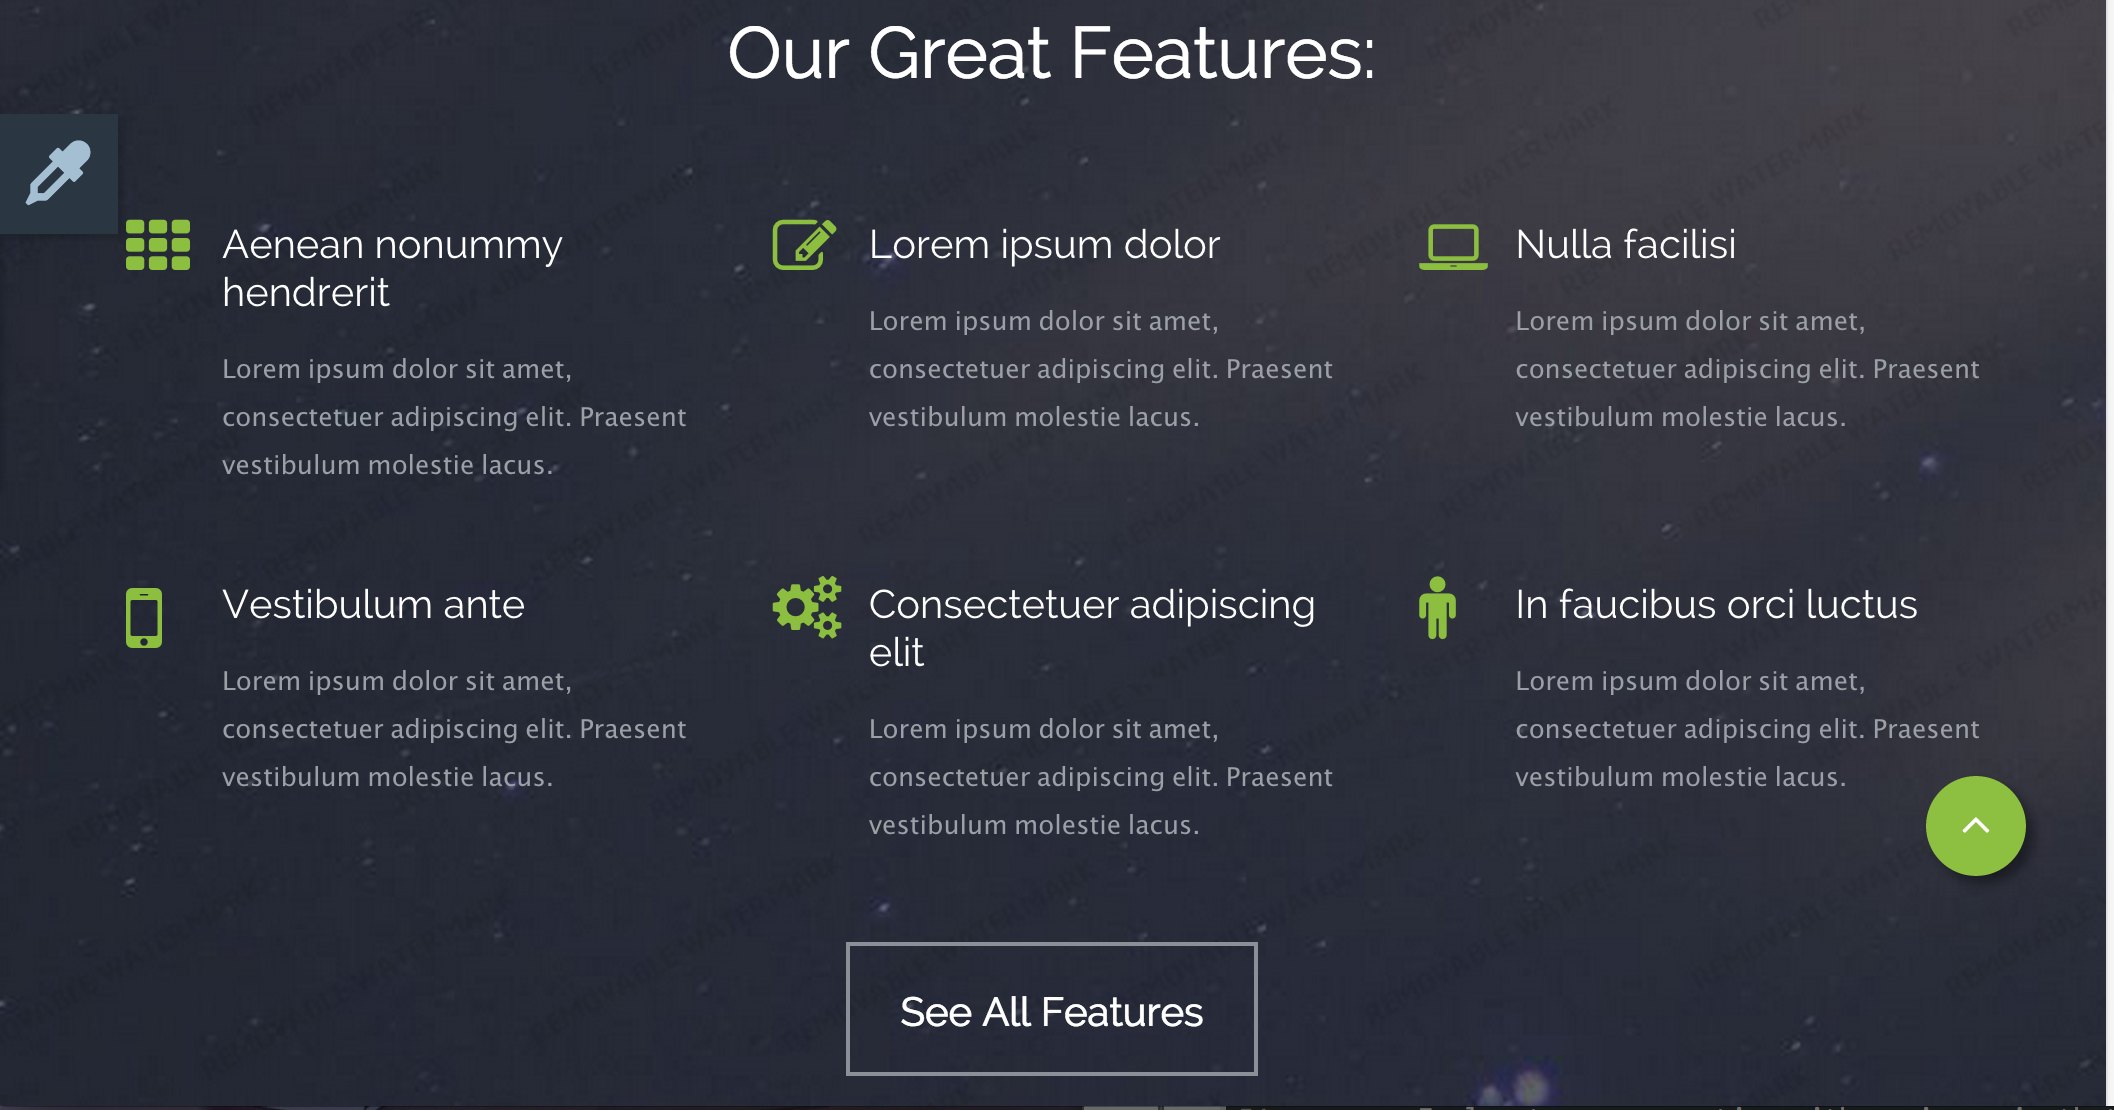 Our Great Features:
Aenean nonummy
hendrerit
Lorem ipsum dolor sit amet,
consectetuer adipiscing elit. Praesent
vestibulum molestie lacus.
Lorem ipsum dolor
Lorem ipsum dolor sit amet,
consectetuer adipiscing elit. Praesent
vestibulum molestie lacus.
Nulla facilisi
Lorem ipsum dolor sit amet,
consectetuer adipiscing elit. Praesent
vestibulum molestie lacus.
Vestibulum ante
Lorem ipsum dolor sit amet,
consectetuer adipiscing elit. Praesent
vestibulum molestie lacus.
Consectetuer adipiscing
elit
Lorem ipsum dolor sit amet,
consectetuer adipiscing elit. Praesent
vestibulum molestie lacus.
In faucibus orci luctus
Lorem ipsum dolor sit amet,
consectetuer adipiscing elit. Praesent
vestibulum molestie lacus.
See All Features
REMOVABLE WATERMARK